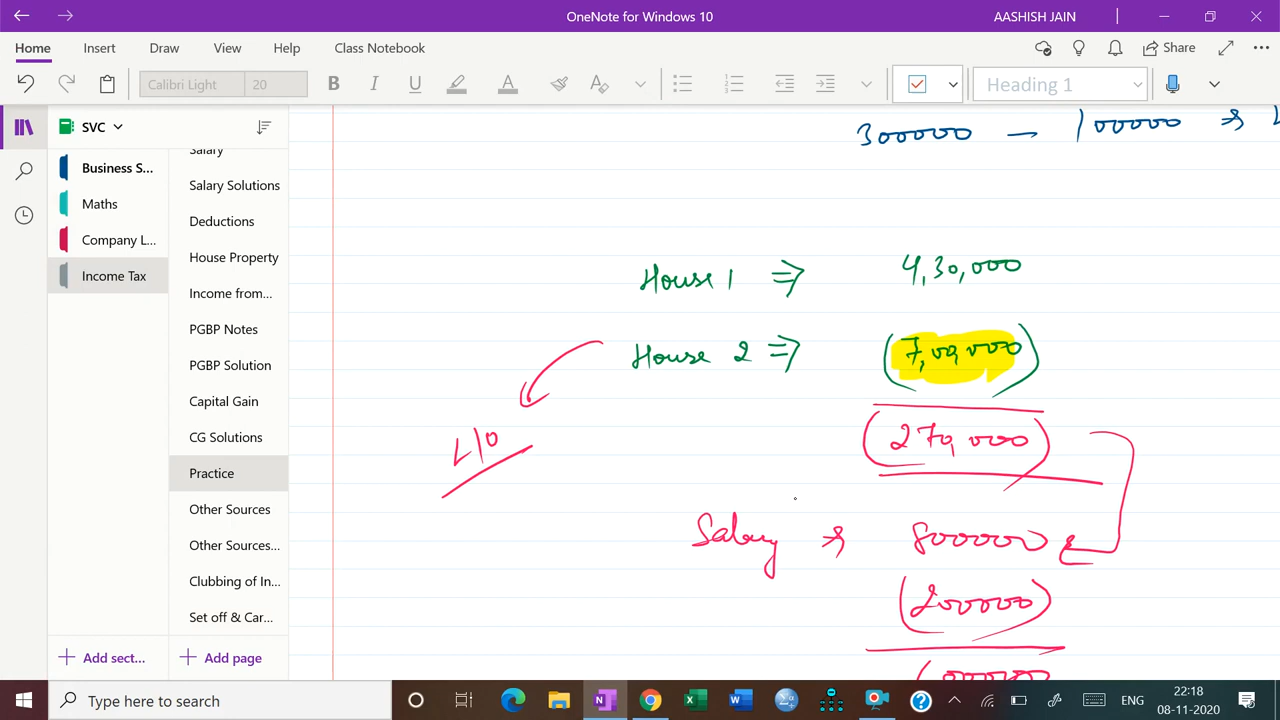 OneNote for Windows 10
AASHISH JAIN
Home Insert Draw View Help Class Notebook
Share
Calibri Light 20 B I U A Heading 1
SVC
Business S...
Maths
Company L...
Income Tax
Salary
Salary Solutions
Deductions
House Property
Income from...
PGBP Notes
PGBP Solution
Capital Gain
CG Solutions
Practice
Other Sources
Other Sources...
Clubbing of In...
Set off & Car...
+ Add sect...
+ Add page
300000 — 100000 ⇒
House 1 ⇒ 4,30,000
House 2 ⇒ (7,00,000)
(270,000)
L/O
Salary ⇒ 800000
(200000)
Type here to search
ENG
22:18
08-11-2020